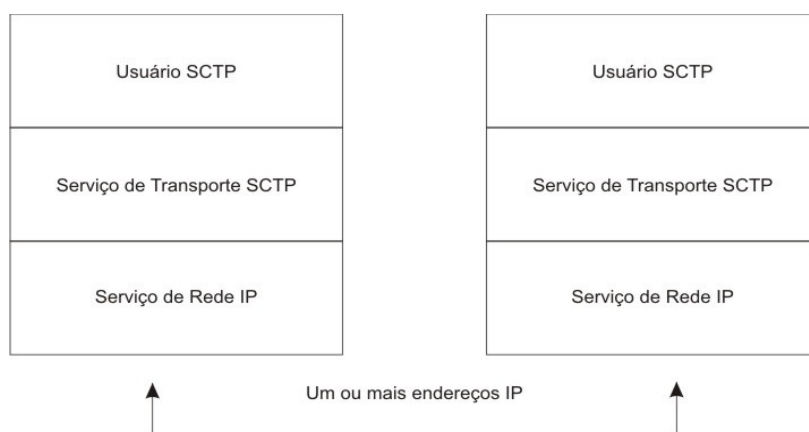 Usuário SCTP
Usuário SCTP
Serviço de Transporte SCTP
Serviço de Transporte SCTP
Serviço de Rede IP
Serviço de Rede IP
Um ou mais endereços IP